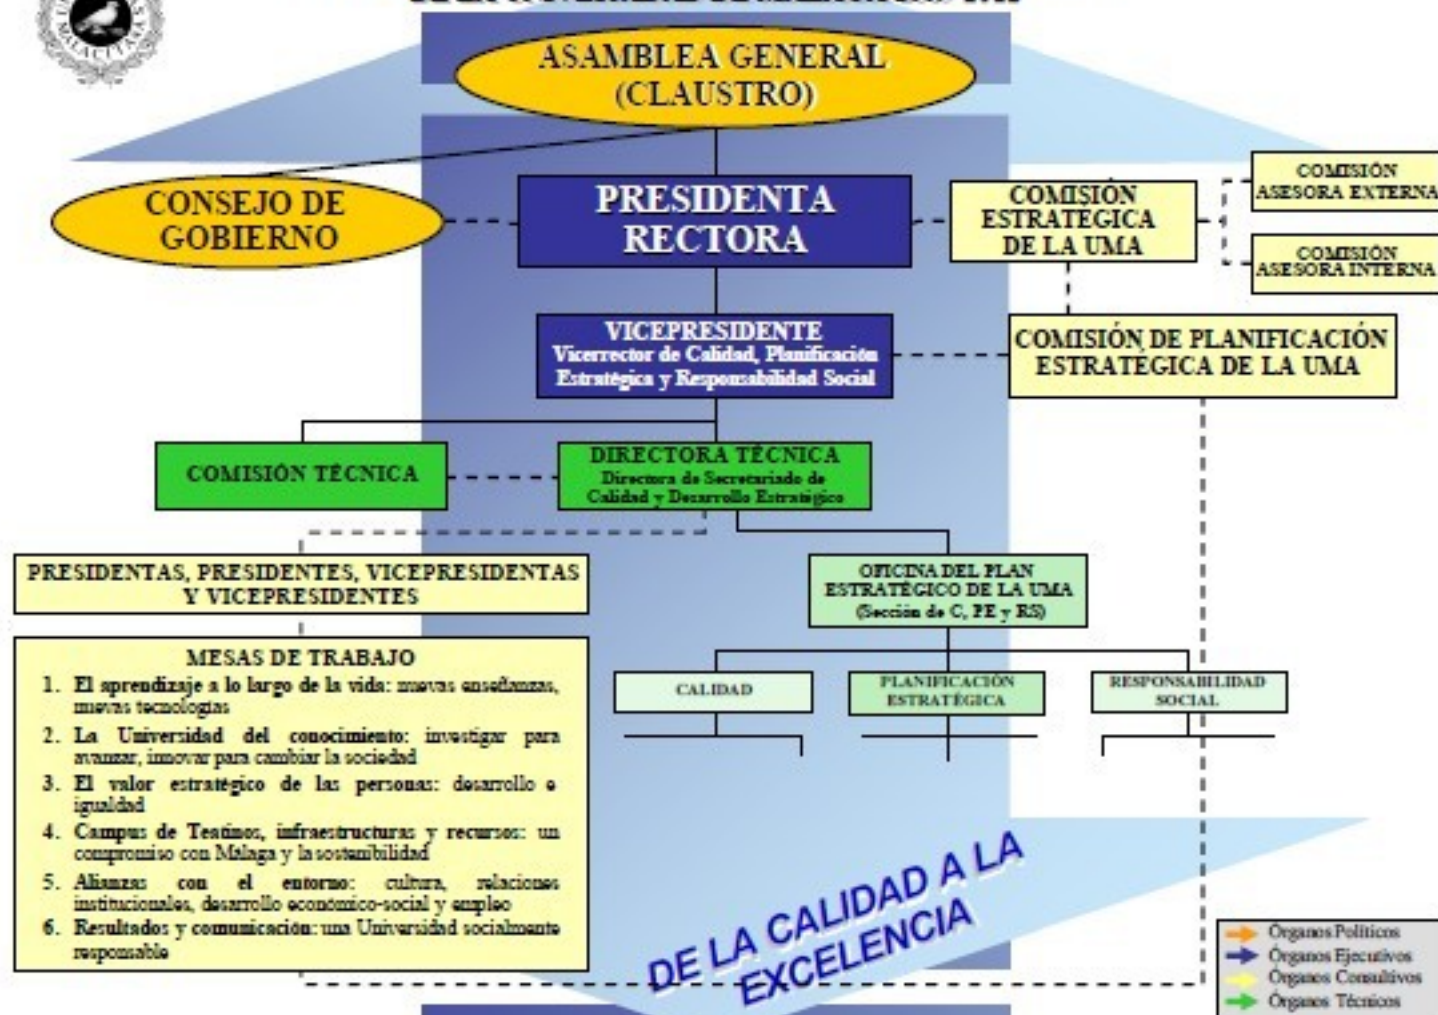 ASAMBLEA GENERAL
(CLAUSTRO)
CONSEJO DE
GOBIERNO
PRESIDENTA
RECTORA
COMISIÓN
ESTRATÉGICA
DE LA UMA
COMISIÓN
ASESORA EXTERNA
COMISIÓN
ASESORA INTERNA
VICEPRESIDENTE
Vicerrector de Calidad, Planificación
Estratégica y Responsabilidad Social
COMISIÓN DE PLANIFICACIÓN
ESTRATÉGICA DE LA UMA
COMISIÓN TÉCNICA
DIRECTORA TÉCNICA
Directora de Secretariado de
Calidad y Desarrollo Estratégico
PRESIDENTAS, PRESIDENTES, VICEPRESIDENTAS
Y VICEPRESIDENTES
OFICINA DEL PLAN
ESTRATÉGICO DE LA UMA
(Sección de C, PE y RS)
MESAS DE TRABAJO
1. El aprendizaje a lo largo de la vida: nuevas enseñanzas,
nuevas tecnologías
2. La Universidad del conocimiento: investigar para
avanzar, innovar para cambiar la sociedad
3. El valor estratégico de las personas: desarrollo e
igualdad
4. Campus de Teatinos, infraestructuras y recursos: un
compromiso con Málaga y la sostenibilidad
5. Alianzas con el entorno: cultura, relaciones
institucionales, desarrollo económico-social y empleo
6. Resultados y comunicación: una Universidad socialmente
responsable
CALIDAD
PLANIFICACIÓN
ESTRATÉGICA
RESPONSABILIDAD
SOCIAL
DE LA CALIDAD A LA
EXCELENCIA
Órganos Políticos
Órganos Ejecutivos
Órganos Consultivos
Órganos Técnicos